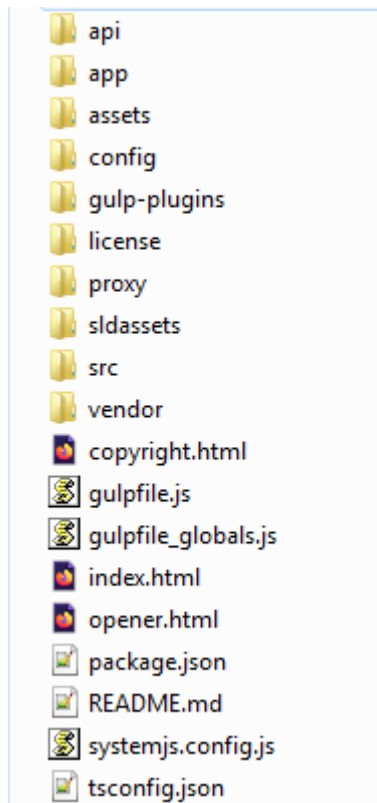 api
app
assets
config
gulp-plugins
license
proxy
sldassets
src
vendor
copyright.html
gulpfile.js
gulpfile_globals.js
index.html
opener.html
package.json
README.md
systemjs.config.js
tsconfig.json